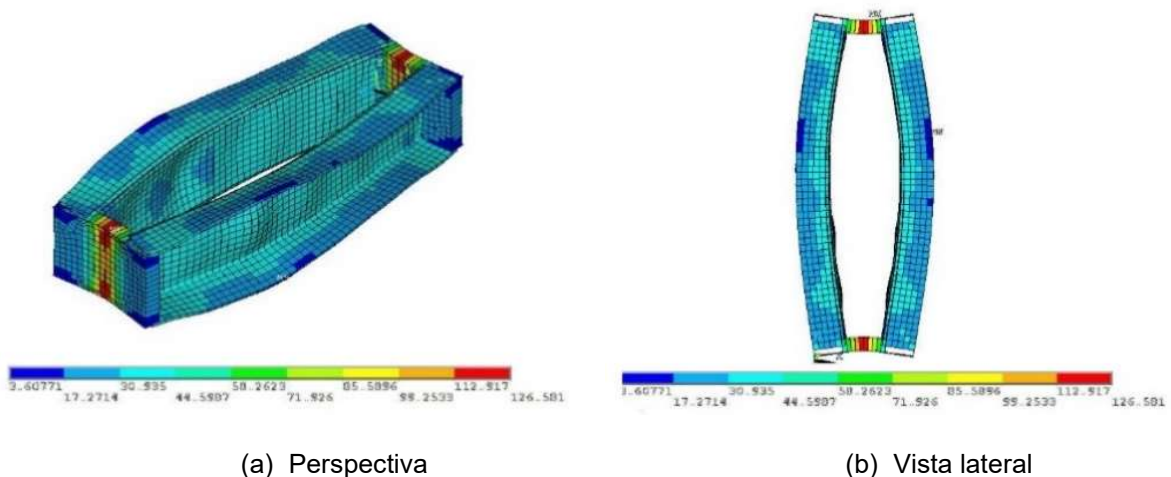 3.60771 30.935 58.2623 85.5896 112.917
17.2714 44.5987 71.926 99.2533 126.581
3.60771 30.935 58.2623 85.5896 112.917
17.2714 44.5987 71.926 99.2533 126.581
(a) Perspectiva
(b) Vista lateral